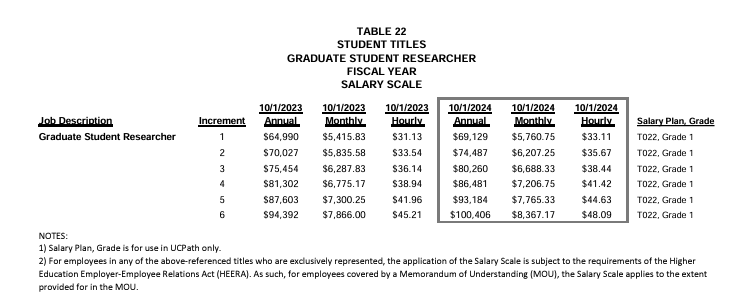 TABLE 22
STUDENT TITLES
GRADUATE STUDENT RESEARCHER
FISCAL YEAR
SALARY SCALE
10/1/2023 10/1/2023 10/1/2023 10/1/2024 10/1/2024 10/1/2024
Job Description Increment Annual Monthly Hourly Annual Monthly Hourly Salary Plan, Grade
Graduate Student Researcher 1 $64,990 $5,415.83 $31.13 $69,129 $5,760.75 $33.11 T022, Grade 1
2 $70,027 $5,835.58 $33.54 $74,487 $6,207.25 $35.67 T022, Grade 1
3 $75,454 $6,287.83 $36.14 $80,260 $6,688.33 $38.44 T022, Grade 1
4 $81,302 $6,775.17 $38.94 $86,481 $7,206.75 $41.42 T022, Grade 1
5 $87,603 $7,300.25 $41.96 $93,184 $7,765.33 $44.63 T022, Grade 1
6 $94,392 $7,866.00 $45.21 $100,406 $8,367.17 $48.09 T022, Grade 1
NOTES:
1) Salary Plan, Grade is for use in UCPath only.
2) For employees in any of the above-referenced titles who are exclusively represented, the application of the Salary Scale is subject to the requirements of the Higher
Education Employer-Employee Relations Act (HEERA). As such, for employees covered by a Memorandum of Understanding (MOU), the Salary Scale applies to the extent
provided for in the MOU.